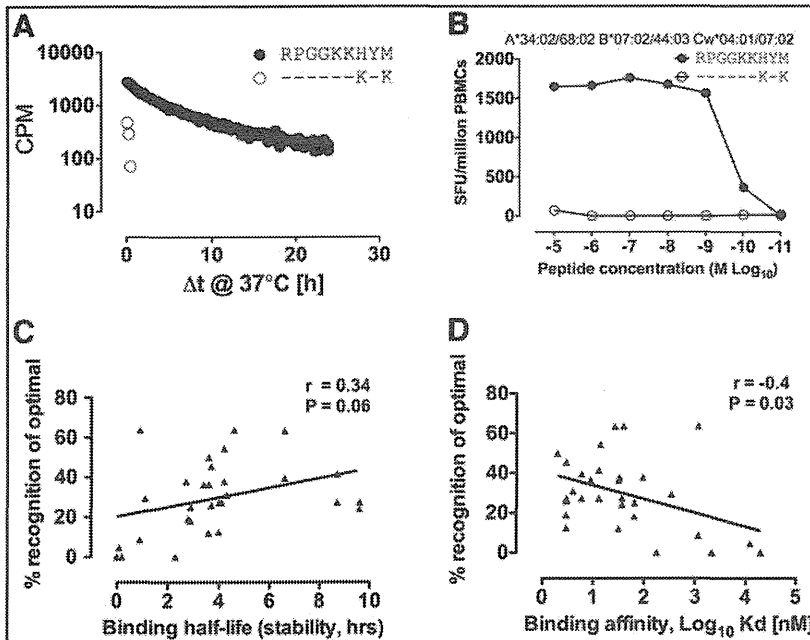 A
RPGGKKHYM
------K-K
CPM
10000
1000
100
10
0
10
20
30
Δt @ 37°C [h]
B
A*34:02/68:02 B*07:02/44:03 Cw*04:01/07:02
RPGGKKHYM
------K-K
SFU/million PBMCs
2000
1500
1000
500
0
-5
-6
-7
-8
-9
-10
-11
Peptide concentration (M Log10)
C
r = 0.34
P = 0.06
% recognition of optimal
80
60
40
20
0
0
2
4
6
8
10
Binding half-life (stability, hrs)
D
r = -0.4
P = 0.03
% recognition of optimal
80
60
40
20
0
0
1
2
3
4
5
Binding affinity, Log10 Kd [nM]